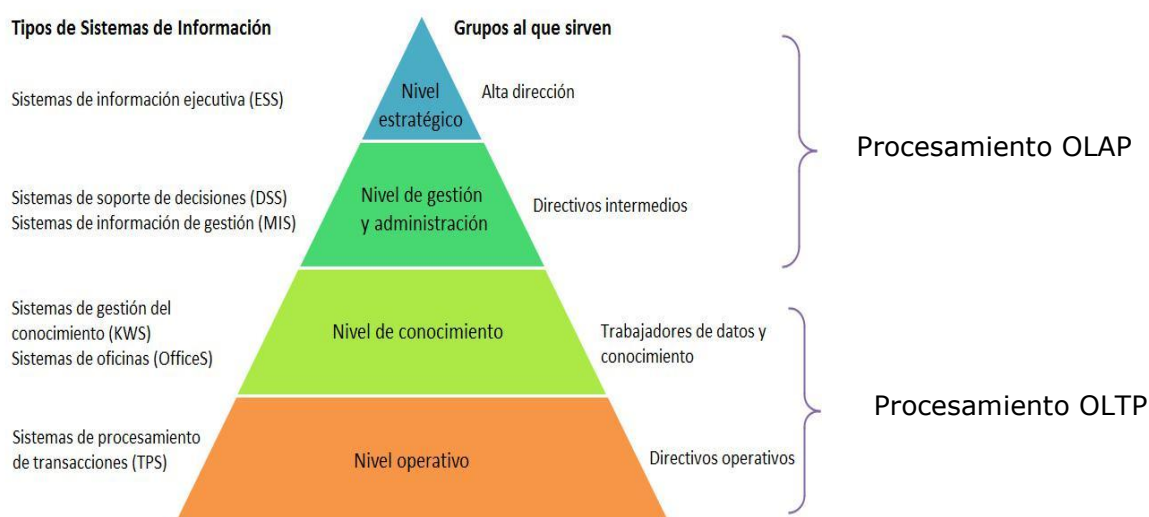 Tipos de Sistemas de Información
Grupos al que sirven
Sistemas de información ejecutiva (ESS)
Nivel
estratégico
Alta dirección
Procesamiento OLAP
Sistemas de soporte de decisiones (DSS)
Sistemas de información de gestión (MIS)
Nivel de gestión
y administración
Directivos intermedios
Sistemas de gestión del
conocimiento (KWS)
Sistemas de oficinas (OfficeS)
Nivel de conocimiento
Trabajadores de datos y
conocimiento
Procesamiento OLTP
Sistemas de procesamiento
de transacciones (TPS)
Nivel operativo
Directivos operativos